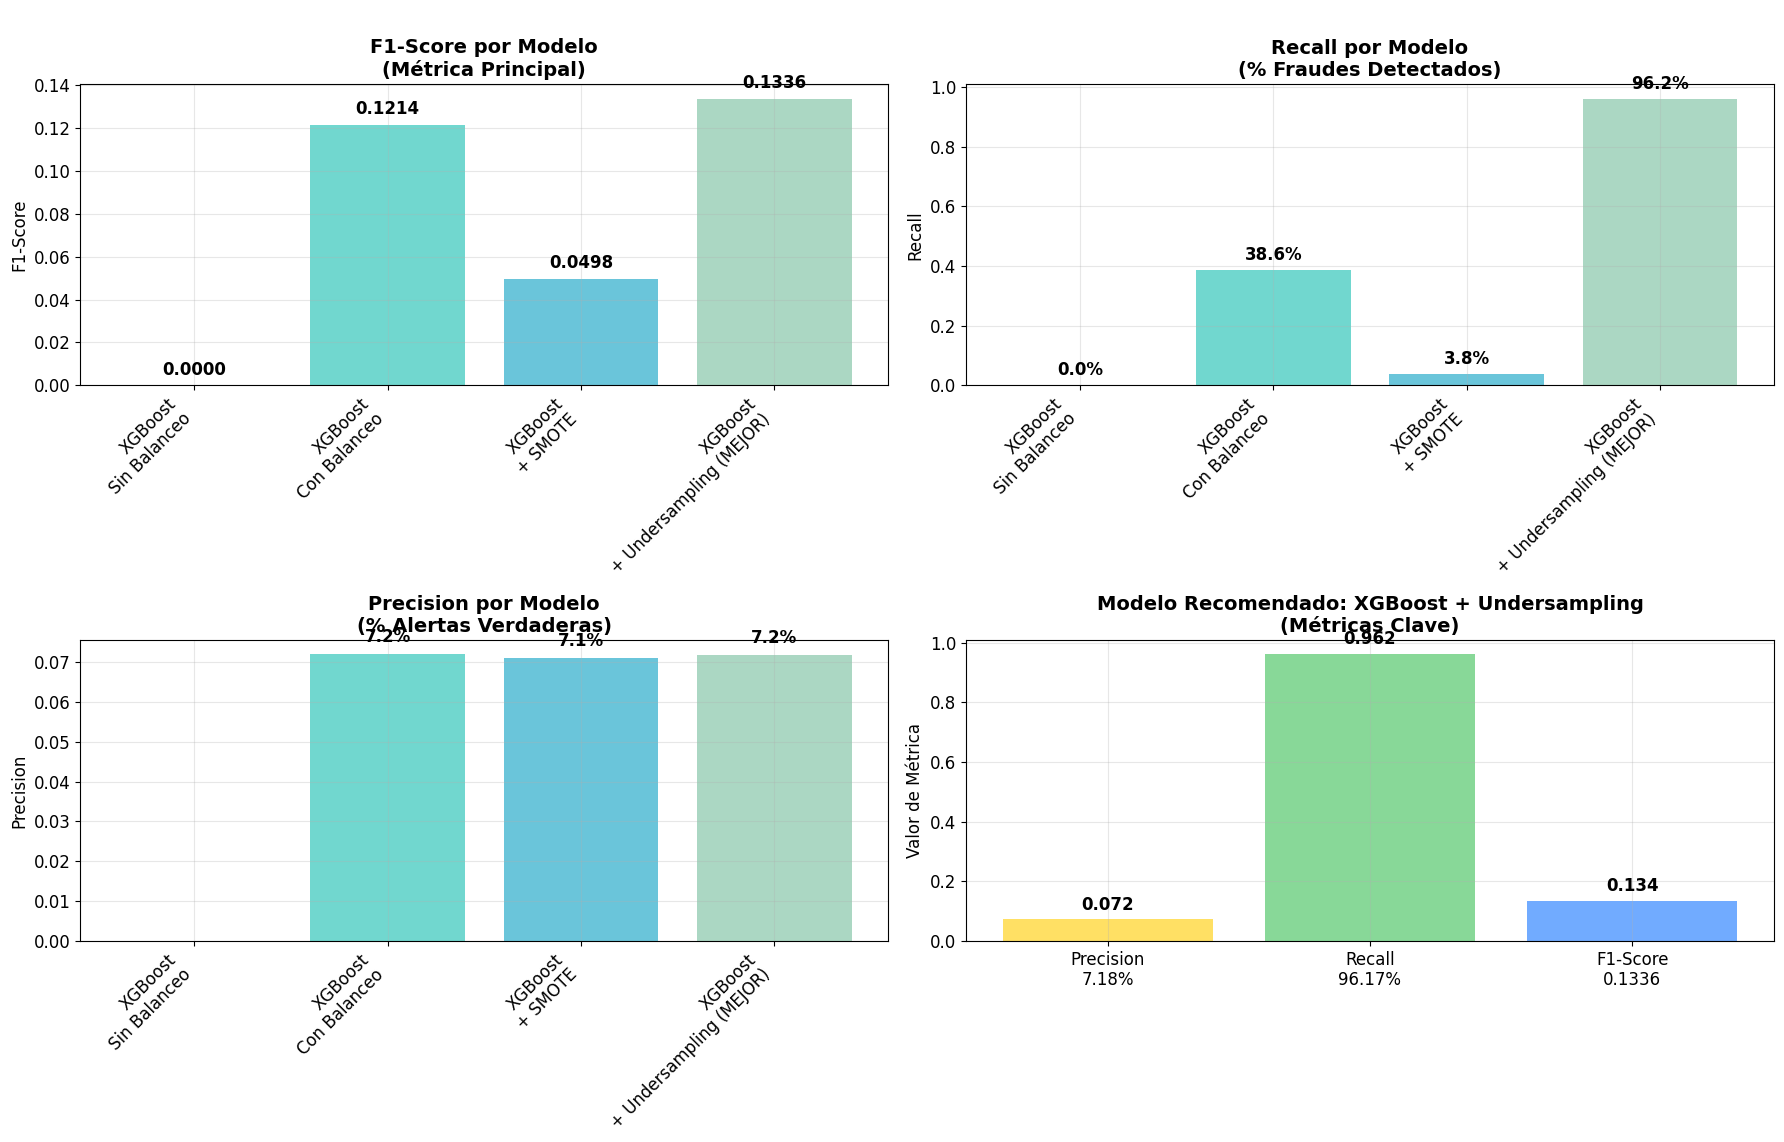 F1-Score por Modelo
(Métrica Principal)
0.14
0.12
0.10
0.08
0.06
0.04
0.02
0.00
F1-Score
0.0000
0.1214
0.0498
0.1336
XGBoost
Sin Balanceo
XGBoost
Con Balanceo
XGBoost
+ SMOTE
XGBoost
+ Undersampling (MEJOR)
Recall por Modelo
(% Fraudes Detectados)
1.0
0.8
0.6
0.4
0.2
0.0
Recall
0.0%
38.6%
3.8%
96.2%
XGBoost
Sin Balanceo
XGBoost
Con Balanceo
XGBoost
+ SMOTE
XGBoost
+ Undersampling (MEJOR)
Precision por Modelo
(% Alertas Verdaderas)
0.07
0.06
0.05
0.04
0.03
0.02
0.01
0.00
Precision
7.2%
7.1%
7.2%
XGBoost
Sin Balanceo
XGBoost
Con Balanceo
XGBoost
+ SMOTE
XGBoost
+ Undersampling (MEJOR)
Modelo Recomendado: XGBoost + Undersampling
(Métricas Clave)
1.0
0.8
0.6
0.4
0.2
0.0
Valor de Métrica
0.072
0.962
0.134
Precision
7.18%
Recall
96.17%
F1-Score
0.1336